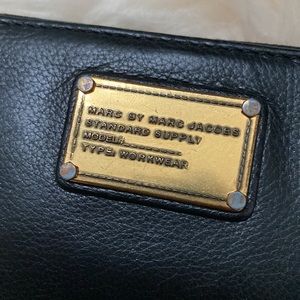 MARC BY MARC JACOBS
STANDARD SUPPLY
MODEL#:
TYPE: WORKWEAR